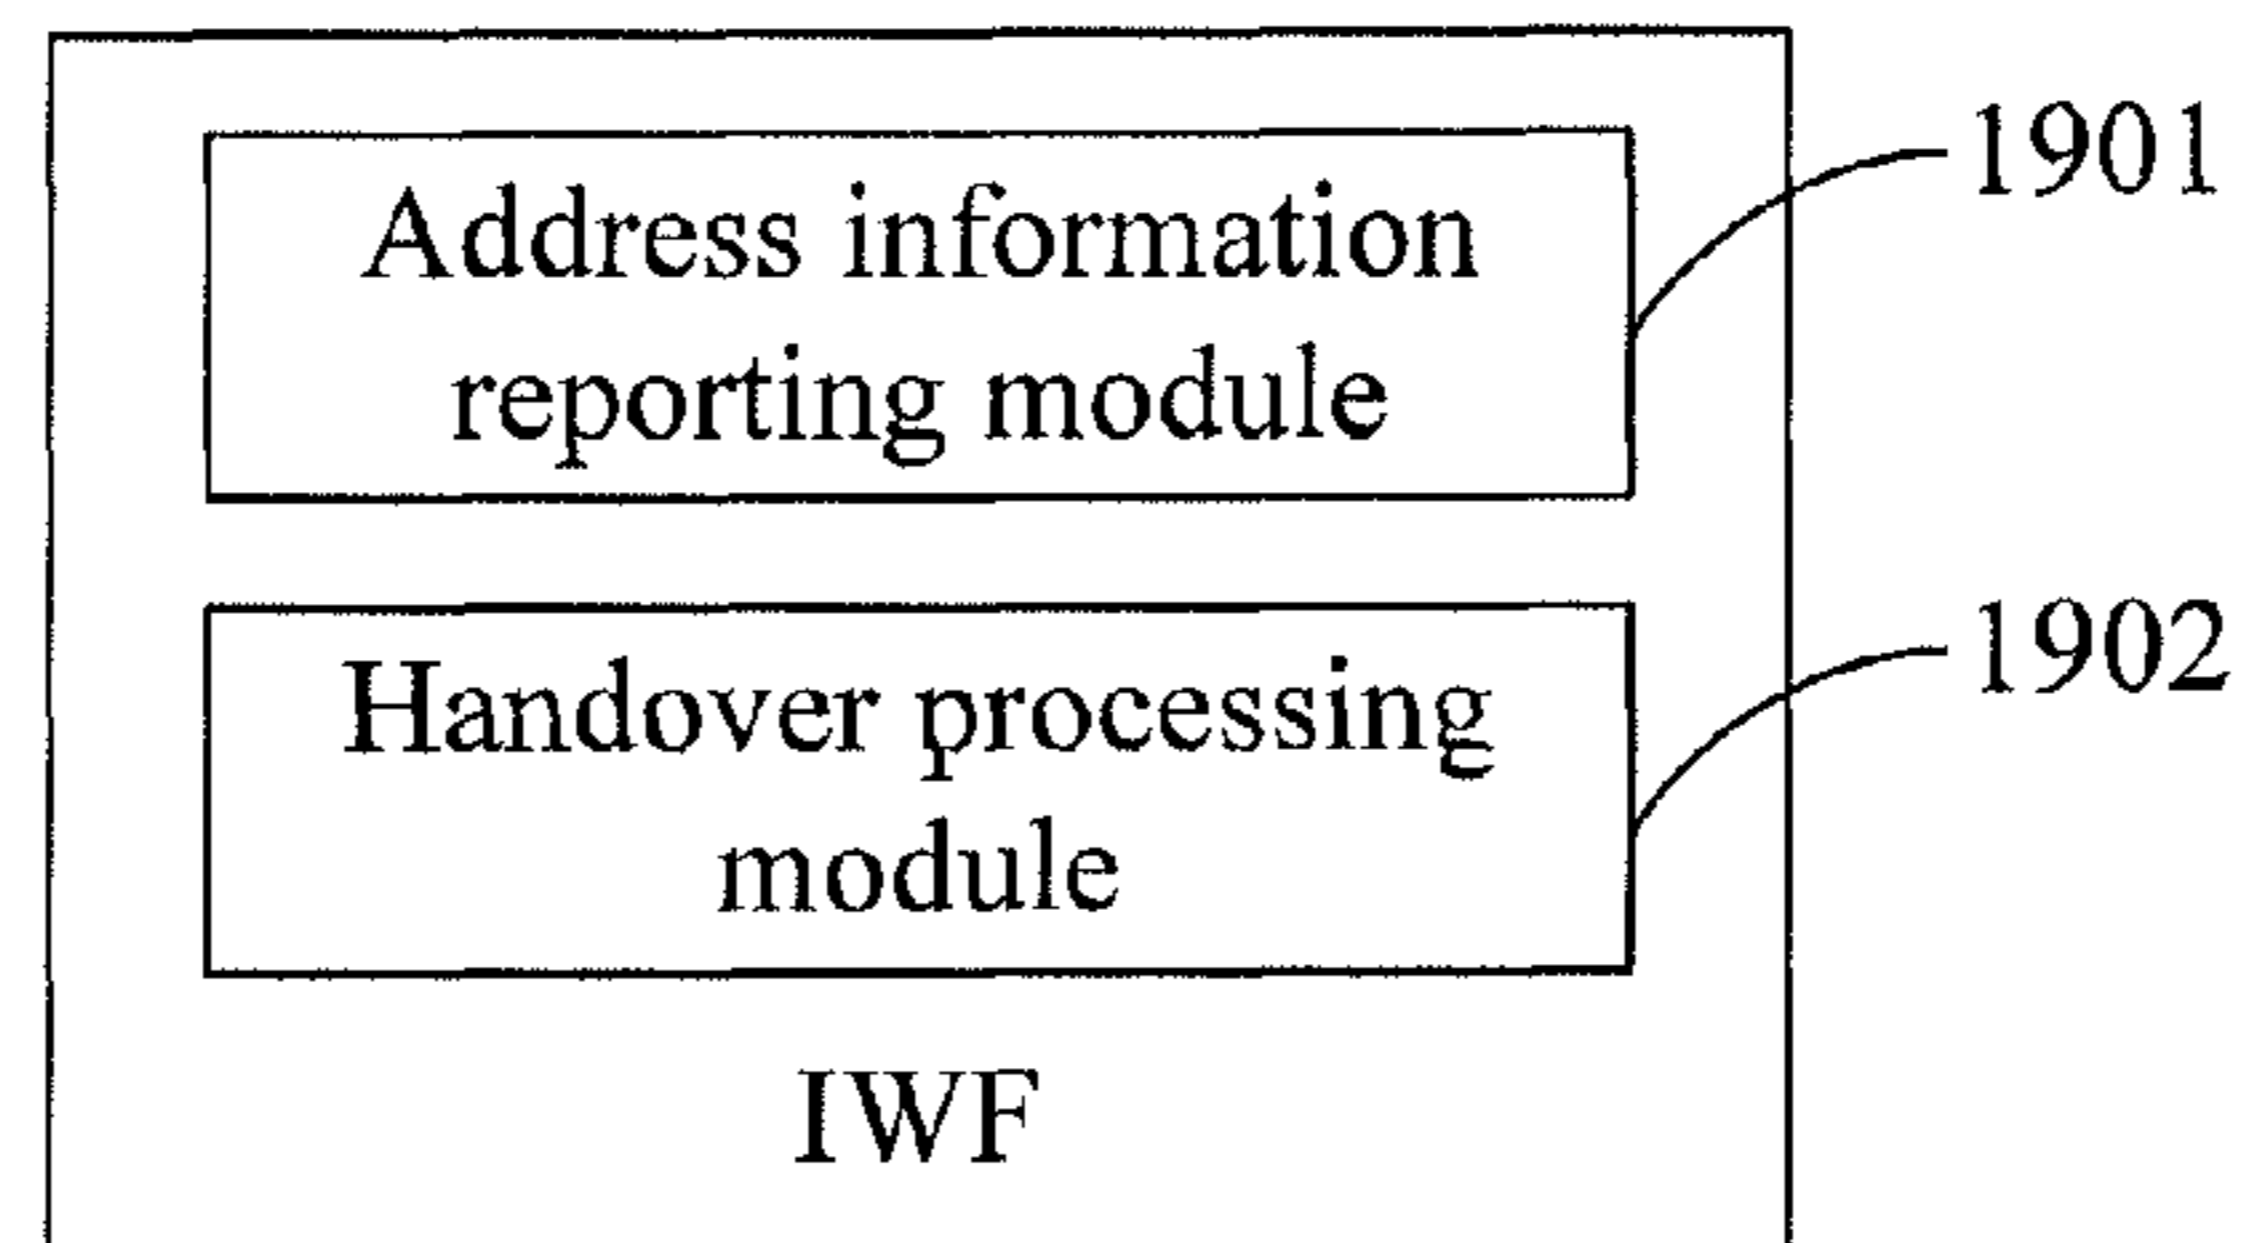 Address information
reporting module
1901
Handover processing
module
1902
IWF